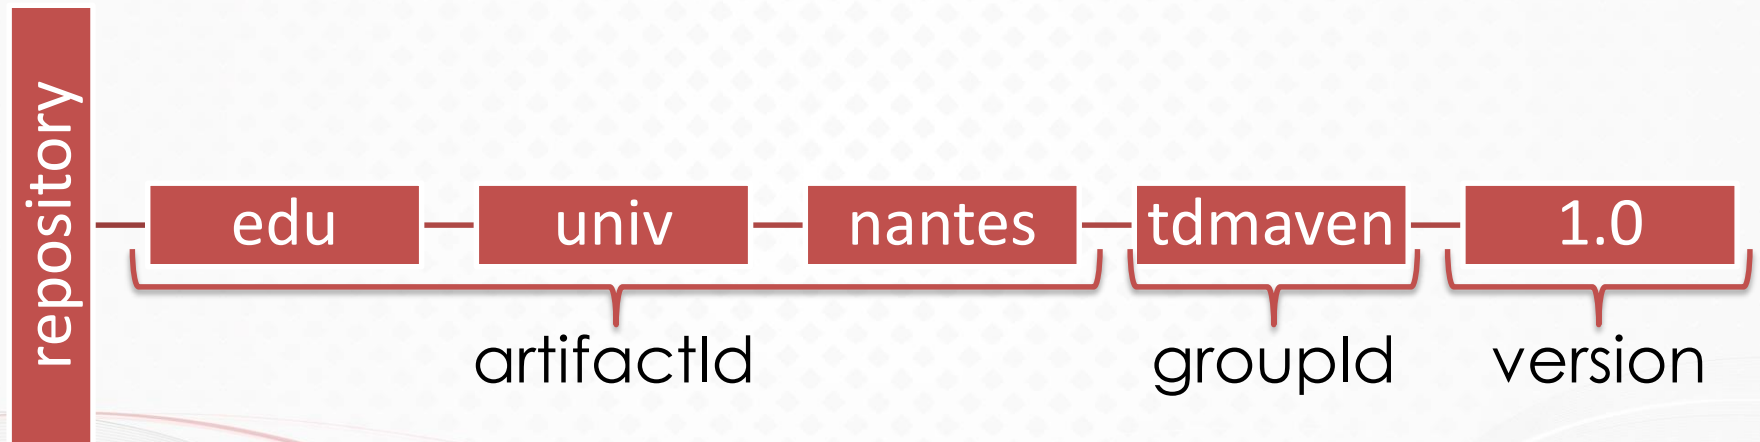 repository
edu univ nantes tdmaven 1.0
artifactId groupId version